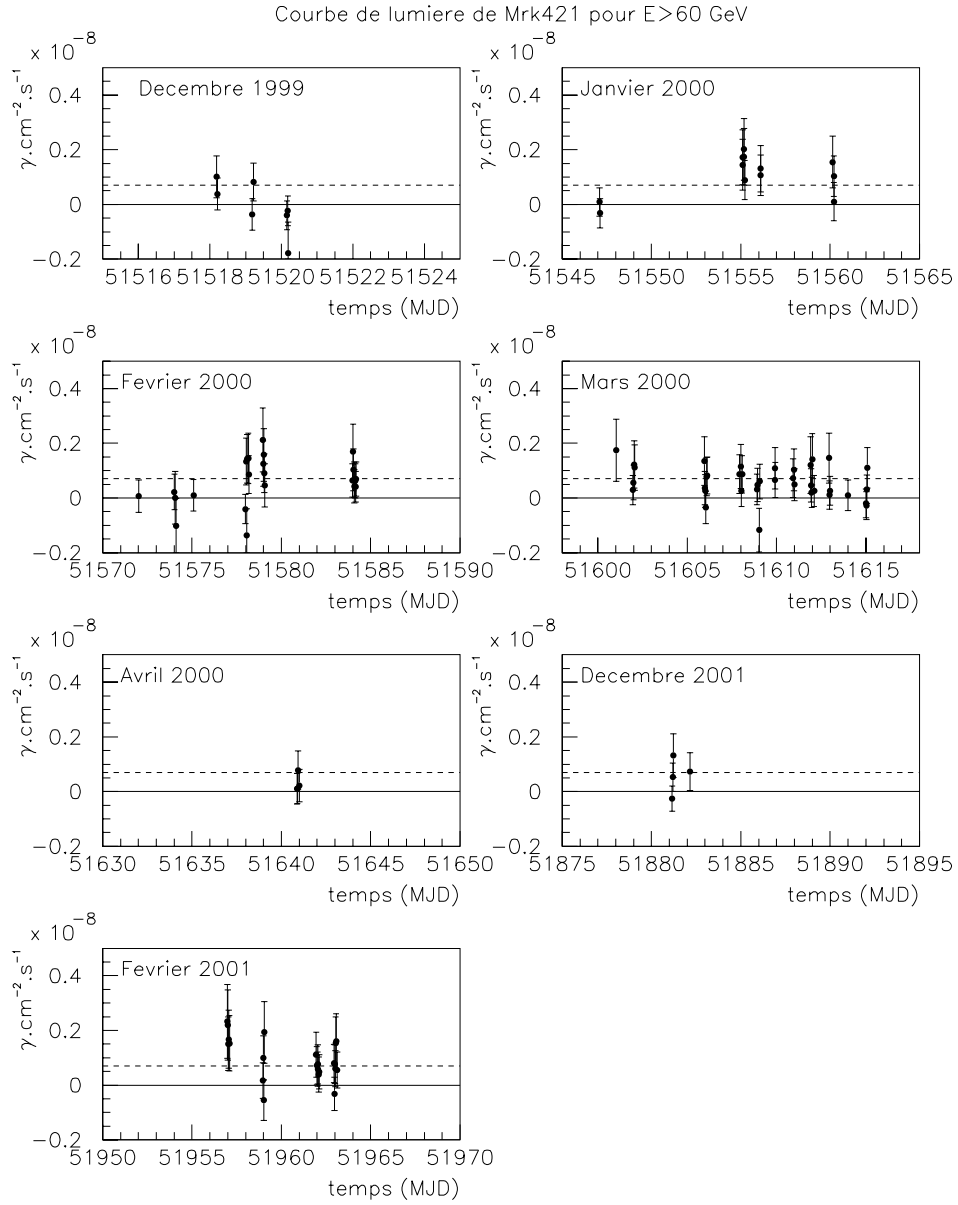 Courbe de lumiere de Mrk421 pour E>60 GeV
x 10⁻⁸
γ.cm⁻².s⁻¹
Decembre 1999
0.4
0.2
0
−0.2
51516 51518 51520 51522 51524
temps (MJD)
x 10⁻⁸
γ.cm⁻².s⁻¹
Janvier 2000
0.4
0.2
0
−0.2
51545 51550 51555 51560 51565
temps (MJD)
x 10⁻⁸
γ.cm⁻².s⁻¹
Fevrier 2000
0.4
0.2
0
−0.2
51570 51575 51580 51585 51590
temps (MJD)
x 10⁻⁸
γ.cm⁻².s⁻¹
Mars 2000
0.4
0.2
0
−0.2
51600 51605 51610 51615
temps (MJD)
x 10⁻⁸
γ.cm⁻².s⁻¹
Avril 2000
0.4
0.2
0
−0.2
51630 51635 51640 51645 51650
temps (MJD)
x 10⁻⁸
γ.cm⁻².s⁻¹
Decembre 2001
0.4
0.2
0
−0.2
51875 51880 51885 51890 51895
temps (MJD)
x 10⁻⁸
γ.cm⁻².s⁻¹
Fevrier 2001
0.4
0.2
0
−0.2
51950 51955 51960 51965 51970
temps (MJD)